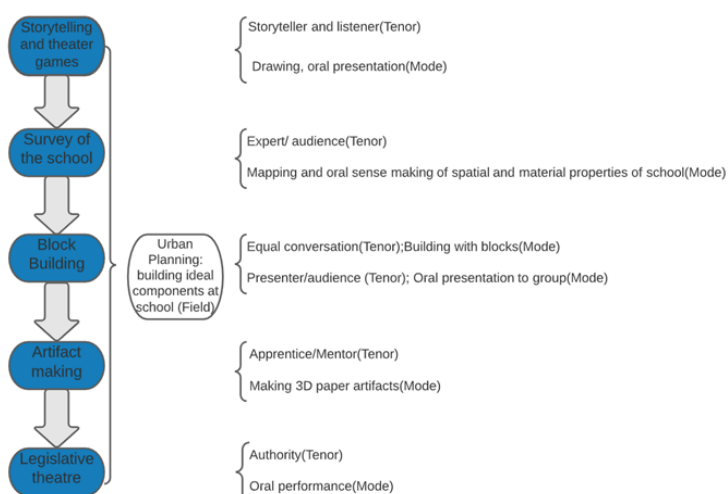 Storytelling
and theater
games
Storyteller and listener(Tenor)
Drawing, oral presentation(Mode)
Survey of
the school
Expert/ audience(Tenor)
Mapping and oral sense making of spatial and material properties of school(Mode)
Block
Building
Urban
Planning:
building ideal
components at
school (Field)
Equal conversation(Tenor);Building with blocks(Mode)
Presenter/audience (Tenor); Oral presentation to group(Mode)
Artifact
making
Apprentice/Mentor(Tenor)
Making 3D paper artifacts(Mode)
Legislative
theatre
Authority(Tenor)
Oral performance(Mode)